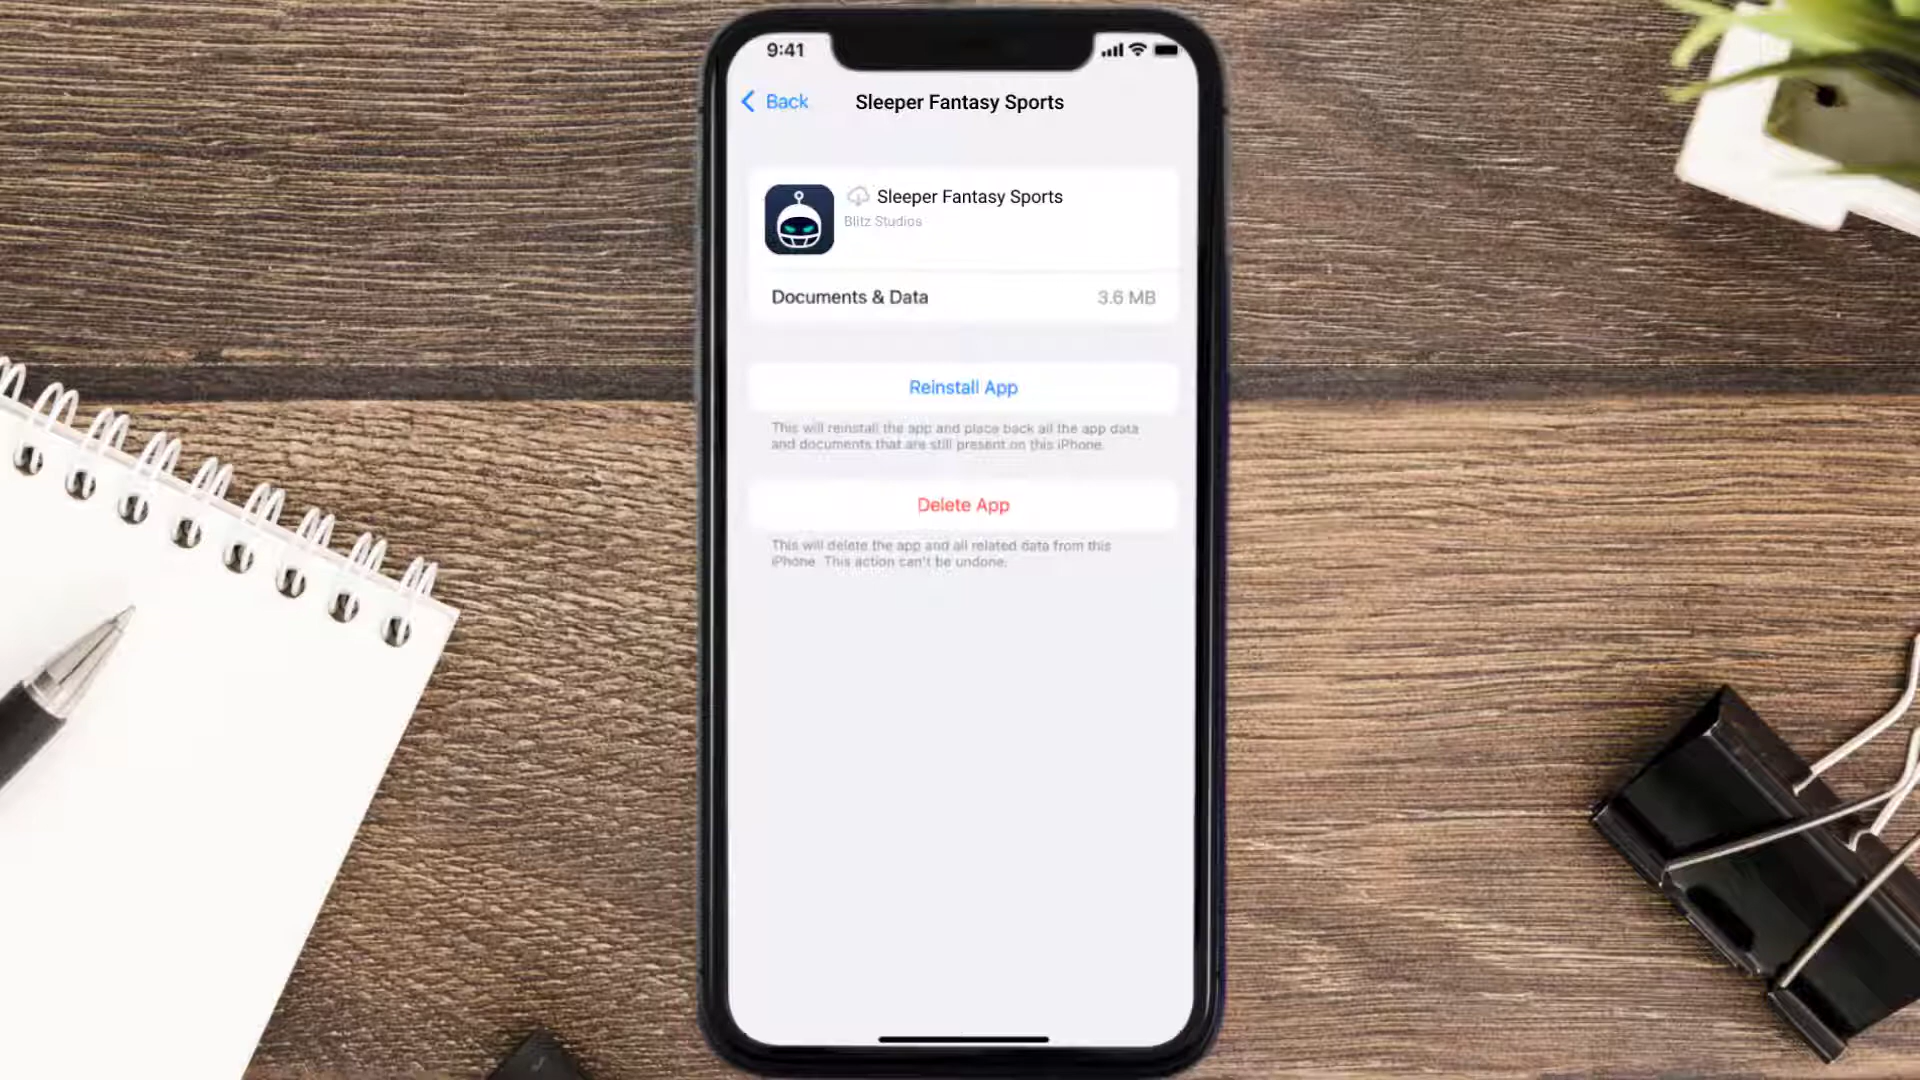 9:41
Back
Sleeper Fantasy Sports
Sleeper Fantasy Sports
Blitz Studios
Documents & Data
3.6 MB
Reinstall App
This will reinstall the app and place back all the app data
and documents that are still present on this iPhone.
Delete App
This will delete the app and all related data from this
iPhone. This action can't be undone.